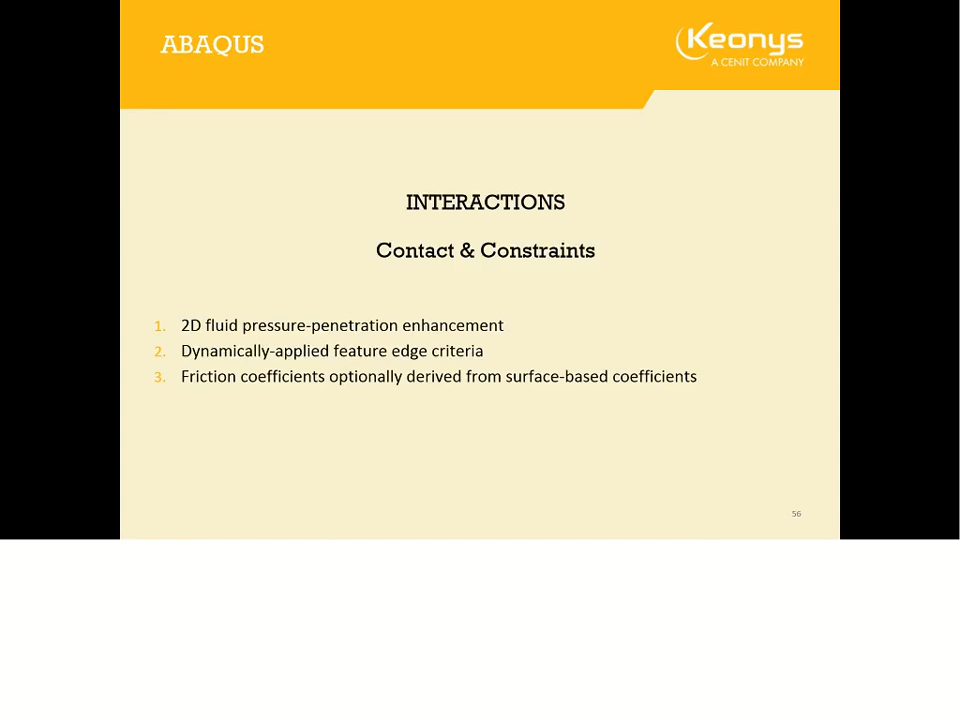 ABAQUS
Keonys
A CENIT COMPANY
INTERACTIONS
Contact & Constraints
1. 2D fluid pressure-penetration enhancement
2. Dynamically-applied feature edge criteria
3. Friction coefficients optionally derived from surface-based coefficients
56